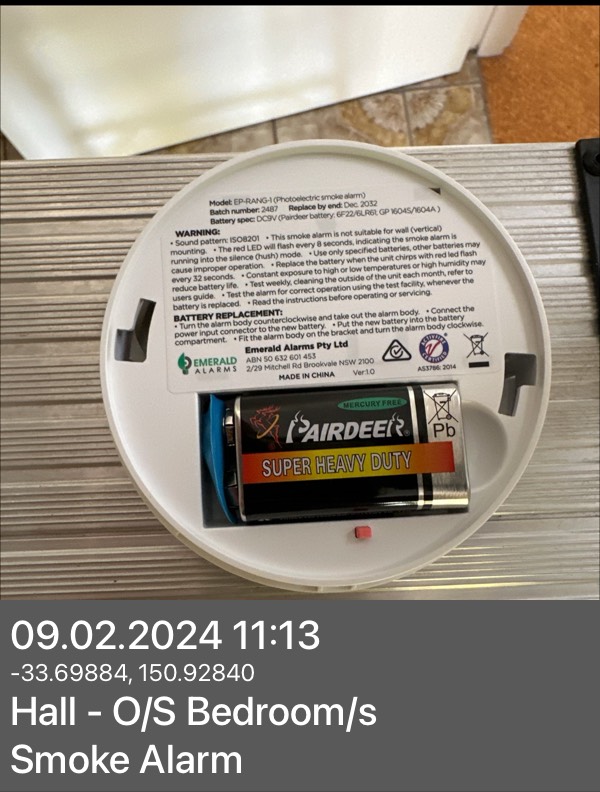 Model: EP-RANG-1 (Photoelectric smoke alarm)
Batch number: 2487 Replace by end: Dec. 2032
Battery spec: DC9V (Pairdeer battery: 6F22/6LR61, GP 1604S/1604A )
WARNING:
• Sound pattern: ISO8201 • This smoke alarm is not suitable for wall (vertical)
mounting. • The red LED will flash every 8 seconds, indicating the smoke alarm is
running into the silence (hush) mode. • Use only specified batteries, other batteries may
cause improper operation. • Replace the battery when the unit chirps with red led flash
every 32 seconds. • Constant exposure to high or low temperatures or high humidity may
reduce battery life. • Test weekly, cleaning the outside of the unit each month, refer to
users guide. • Test the alarm for correct operation using the test facility, whenever the
battery is replaced. • Read the instructions before operating or servicing.
BATTERY REPLACEMENT:
• Turn the alarm body counterclockwise and take out the alarm body. • Connect the
power input connector to the new battery. • Put the new battery into the battery
compartment. • Fit the alarm body on the bracket and turn the alarm body clockwise.
EMERALD
ALARMS
Emerald Alarms Pty Ltd
ABN 50 632 601 453
2/29 Mitchell Rd Brookvale NSW 2100
MADE IN CHINA Ver:1.0
AS3786: 2014
MERCURY FREE
PAIRDEER
SUPER HEAVY DUTY
Pb
09.02.2024 11:13
-33.69884, 150.92840
Hall - O/S Bedroom/s
Smoke Alarm